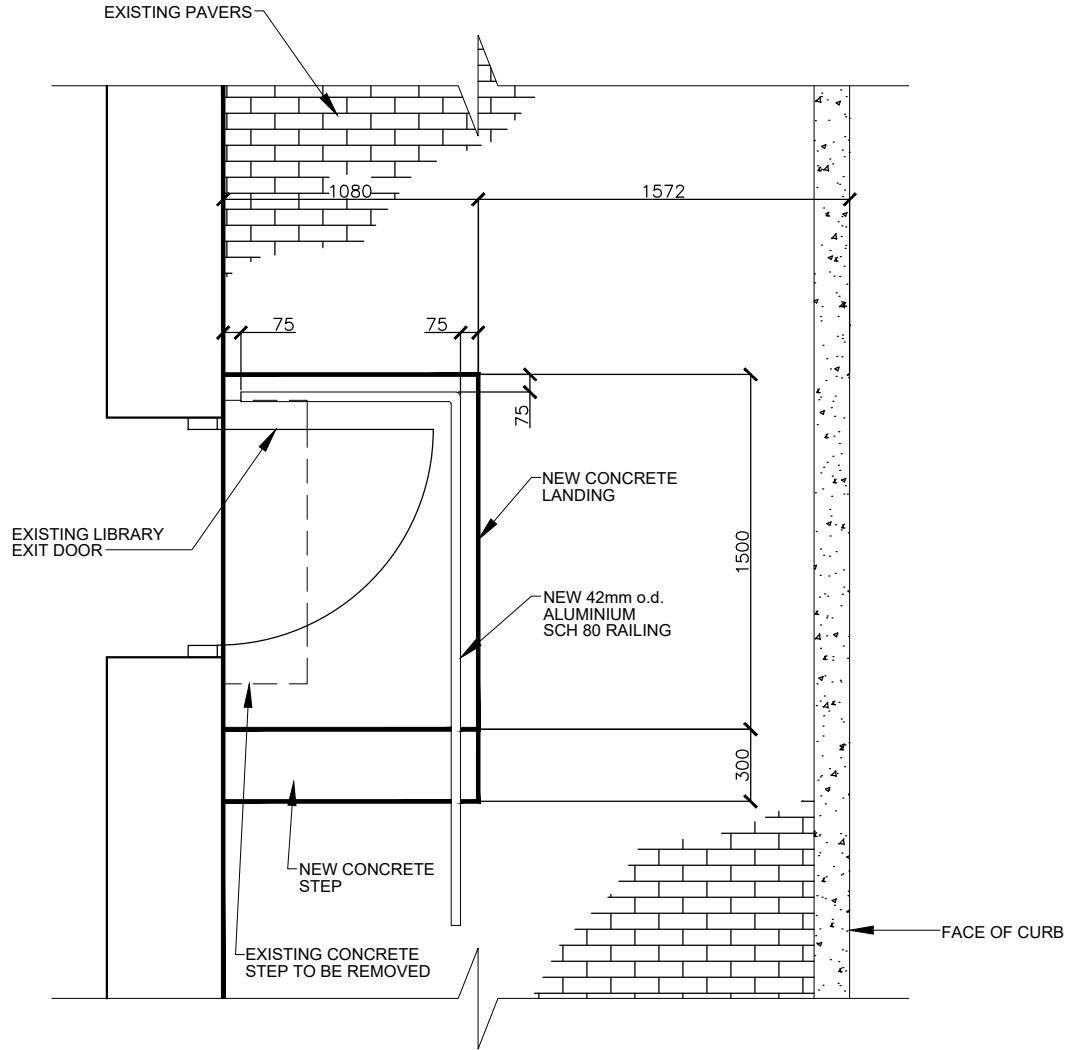 EXISTING PAVERS
1080
1572
75
75
75
NEW CONCRETE
LANDING
EXISTING LIBRARY
EXIT DOOR
1500
NEW 42mm o.d.
ALUMINIUM
SCH 80 RAILING
300
NEW CONCRETE
STEP
FACE OF CURB
EXISTING CONCRETE
STEP TO BE REMOVED